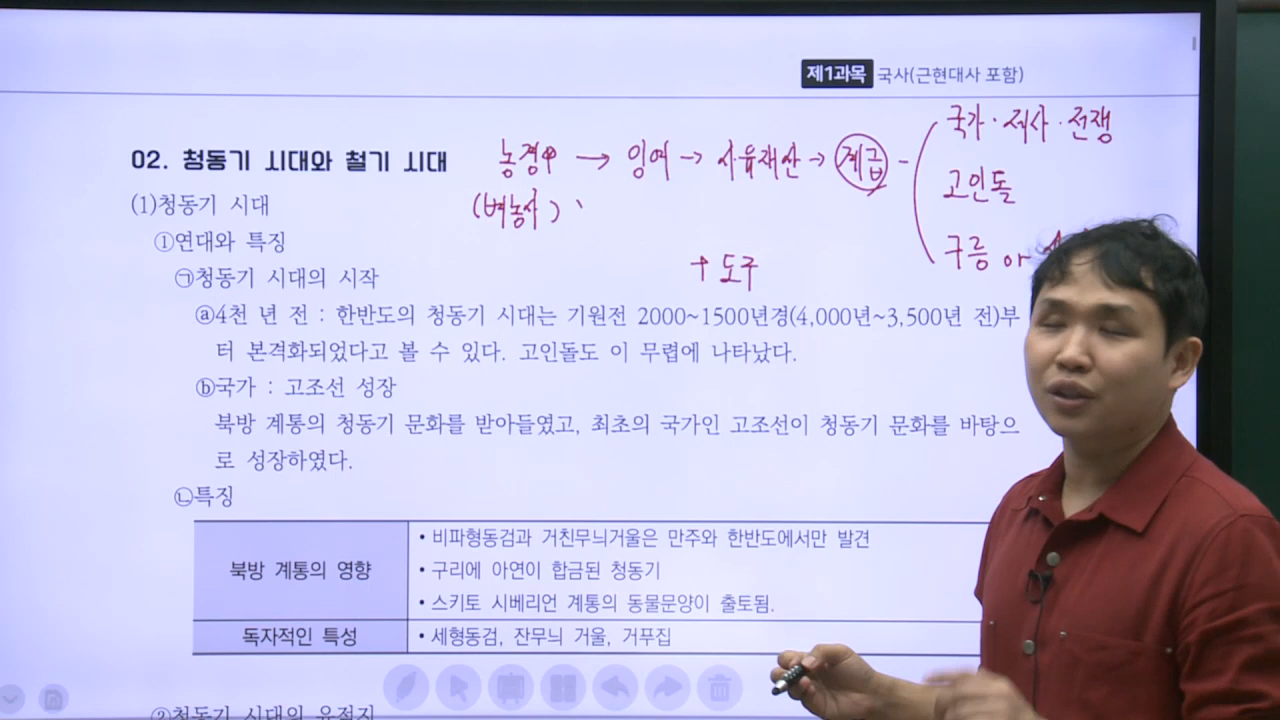 제1과목 국사(근현대사 포함)
국가·제사·전쟁
02. 청동기 시대와 철기 시대 농경中 → 잉여 → 사유재산 → 계급 -
고인돌
(1)청동기 시대 (벼농사)
①연대와 특징 구릉
㉠청동기 시대의 시작 + 도구
ⓐ4천 년 전 : 한반도의 청동기 시대는 기원전 2000~1500년경(4,000년~3,500년 전)부
터 본격화되었다고 볼 수 있다. 고인돌도 이 무렵에 나타났다.
ⓑ국가 : 고조선 성장
북방 계통의 청동기 문화를 받아들였고, 최초의 국가인 고조선이 청동기 문화를 바탕으
로 성장하였다.
㉡특징
북방 계통의 영향
• 비파형동검과 거친무늬거울은 만주와 한반도에서만 발견
• 구리에 아연이 합금된 청동기
• 스키토 시베리언 계통의 동물문양이 출토됨.
독자적인 특성
• 세형동검, 잔무늬 거울, 거푸집
②청동기 시대의 유적지